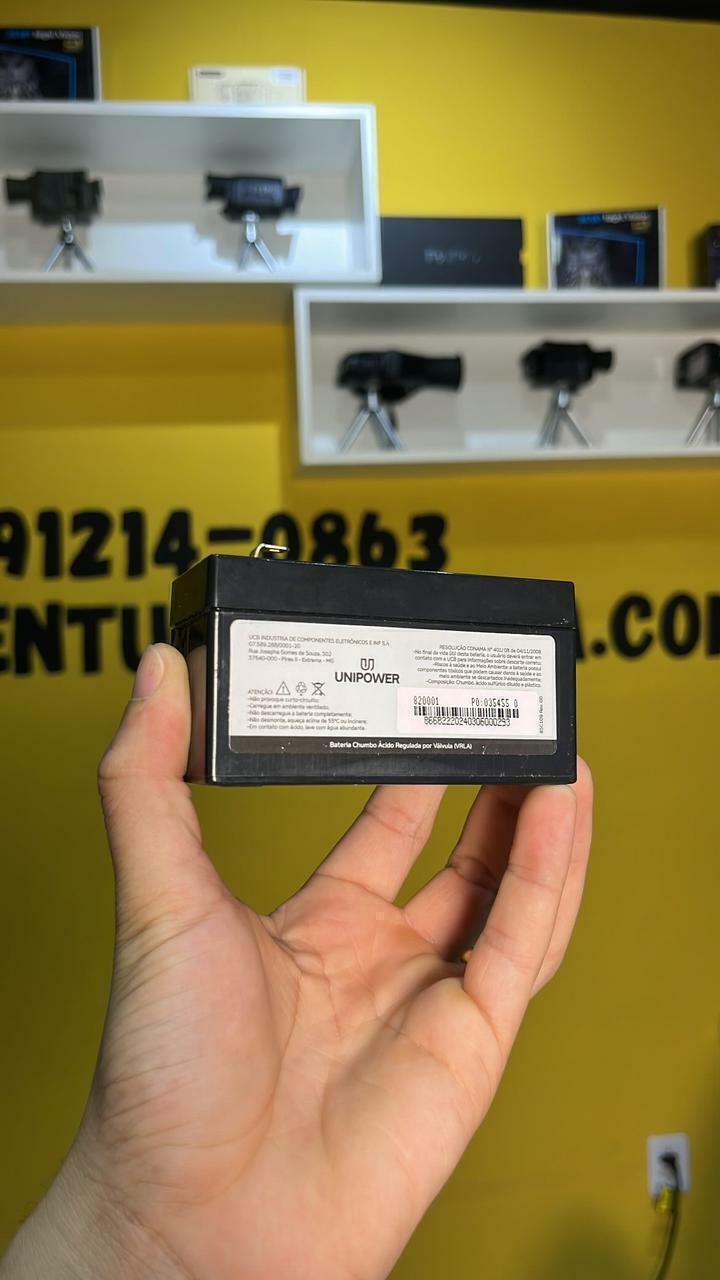 91214-0863
UCB INDUSTRIA DE COMPONENTES ELETRÔNICOS E INF S.A
07.589.288/0001-20
Rua Josepha Gomes de Souza, 302
37640-000 - Pires II - Extrema - MG
ATENÇÃO:
-Não provoque curto-circuito;
-Carregue em ambiente ventilado;
-Não descarregue a bateria completamente;
-Não desmonta, aqueça acima de 55°C ou incinere;
-Em contato com ácido, lave com água abundante.
UNIPOWER
RESOLUÇÃO CONAMA N° 401/08 de 04/11/2008
-No final da vida útil desta bateria, o usuário deverá entrar em
contato com a UCB para informações sobre descarte correto;
-Riscos à saúde e ao Meio Ambiente: a bateria possui
componentes tóxicos que podem causar danos à saúde e ao
meio ambiente se descartados inadequadamente;
-Composição: Chumbo, ácido sulfúrico diluído e plástico.
820001 PO:035455 0
86682220240306000293
BSC109 Rev. 00
Bateria Chumbo Ácido Regulada por Válvula (VRLA)